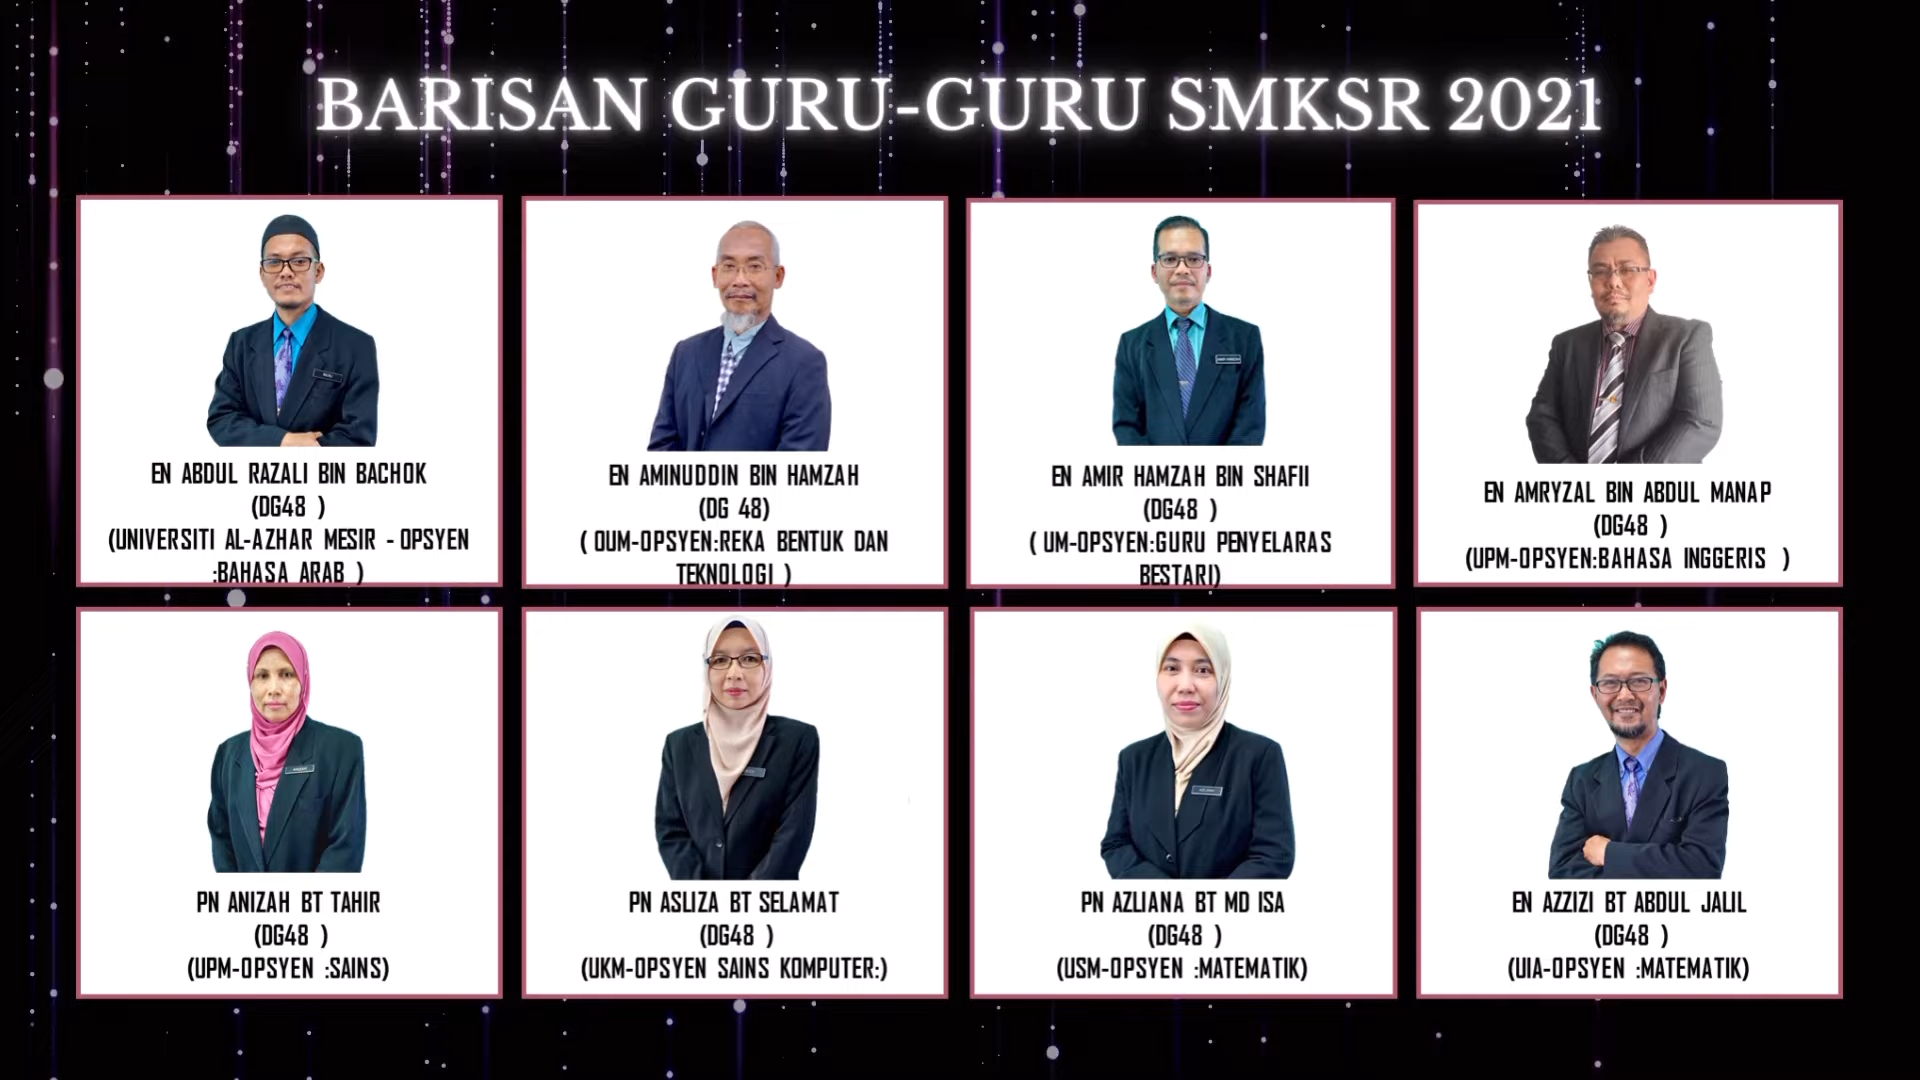 BARISAN GURU-GURU SMKSR 2021
EN ABDUL RAZALI BIN BACHOK
(DG48 )
(UNIVERSITI AL-AZHAR MESIR - OPSYEN
:BAHASA ARAB )
EN AMINUDDIN BIN HAMZAH
(DG 48)
( OUM-OPSYEN:REKA BENTUK DAN
TEKNOLOGI )
EN AMIR HAMZAH BIN SHAFII
(DG48 )
( UM-OPSYEN:GURU PENYELARAS
BESTARI)
EN AMRYZAL BIN ABDUL MANAP
(DG48 )
(UPM-OPSYEN:BAHASA INGGERIS )
PN ANIZAH BT TAHIR
(DG48 )
(UPM-OPSYEN :SAINS)
PN ASLIZA BT SELAMAT
(DG48 )
(UKM-OPSYEN SAINS KOMPUTER:)
PN AZLIANA BT MD ISA
(DG48 )
(USM-OPSYEN :MATEMATIK)
EN AZZIZI BT ABDUL JALIL
(DG48 )
(UIA-OPSYEN :MATEMATIK)